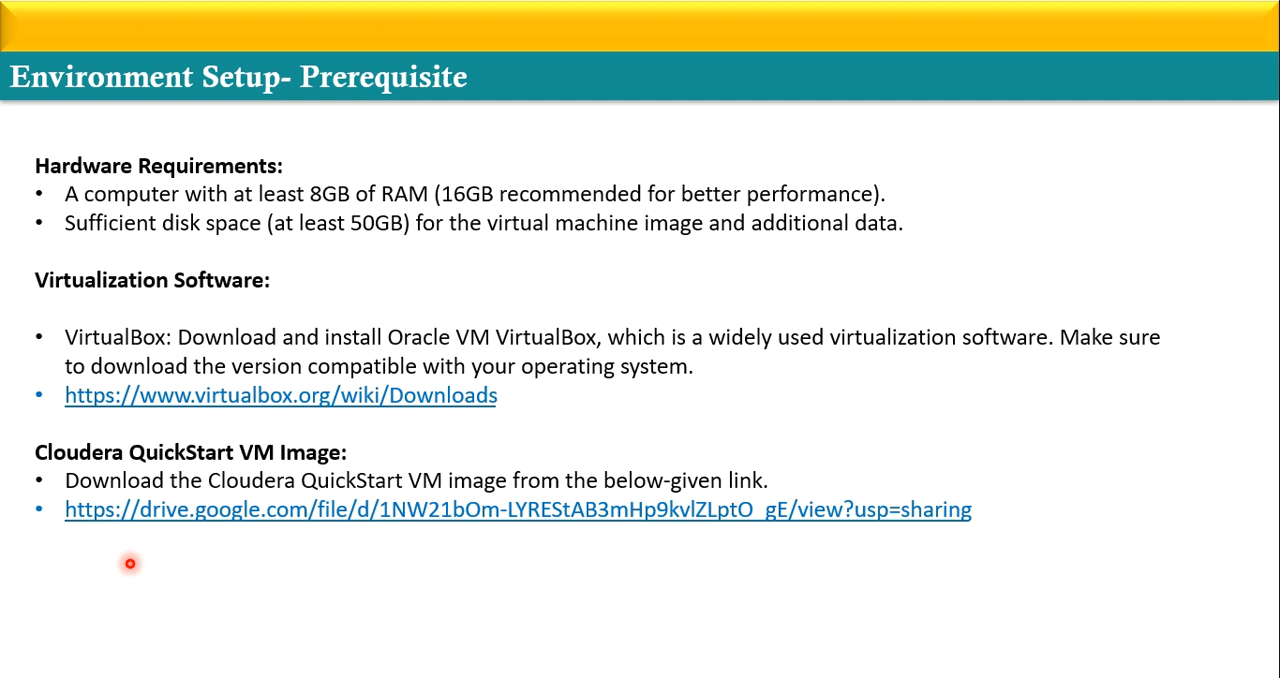 Environment Setup- Prerequisite
Hardware Requirements:
• A computer with at least 8GB of RAM (16GB recommended for better performance).
• Sufficient disk space (at least 50GB) for the virtual machine image and additional data.
Virtualization Software:
• VirtualBox: Download and install Oracle VM VirtualBox, which is a widely used virtualization software. Make sure
to download the version compatible with your operating system.
• https://www.virtualbox.org/wiki/Downloads
Cloudera QuickStart VM Image:
• Download the Cloudera QuickStart VM image from the below-given link.
• https://drive.google.com/file/d/1NW21bOm-LYREStAB3mHp9kvlZLptO_gE/view?usp=sharing